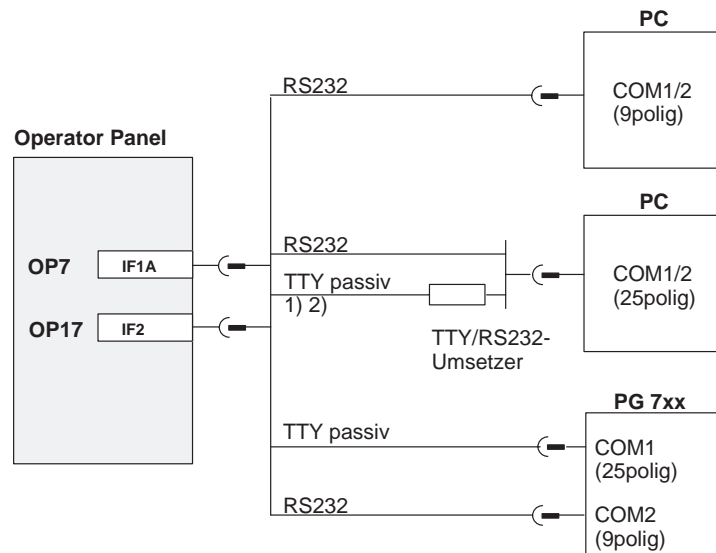 PC
RS232
COM1/2
(9polig)
Operator Panel
PC
OP7
IF1A
RS232
TTY passiv
1) 2)
COM1/2
(25polig)
OP17
IF2
TTY/RS232-
Umsetzer
PG 7xx
TTY passiv
COM1
(25polig)
RS232
COM2
(9polig)